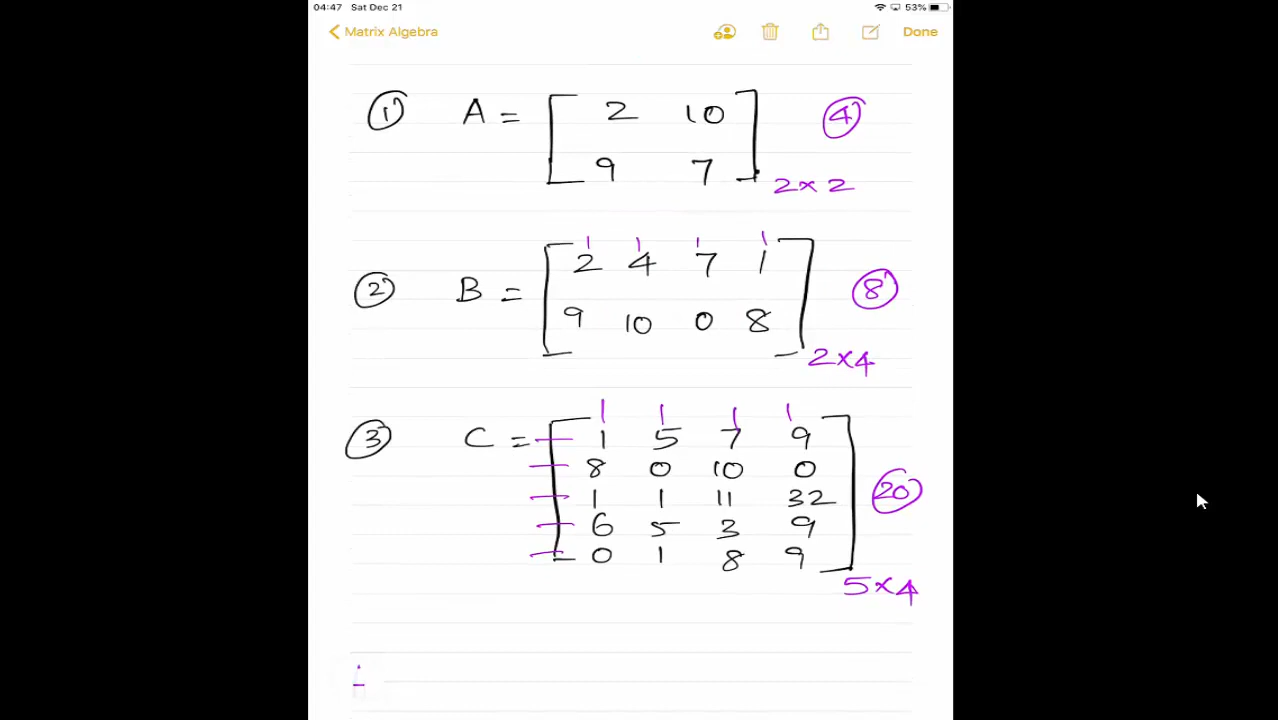 04:47 Sat Dec 21 53%
Matrix Algebra Done
① A = [ 2 10 ④
9 7 ] 2×2
② B = [ 2 4 7 1 ⑧
9 10 0 8 ] 2×4
③ C = [ 1 5 7 9
8 0 10 0
1 1 11 32 ⑳
6 5 3 9
0 1 8 9 ] 5×4